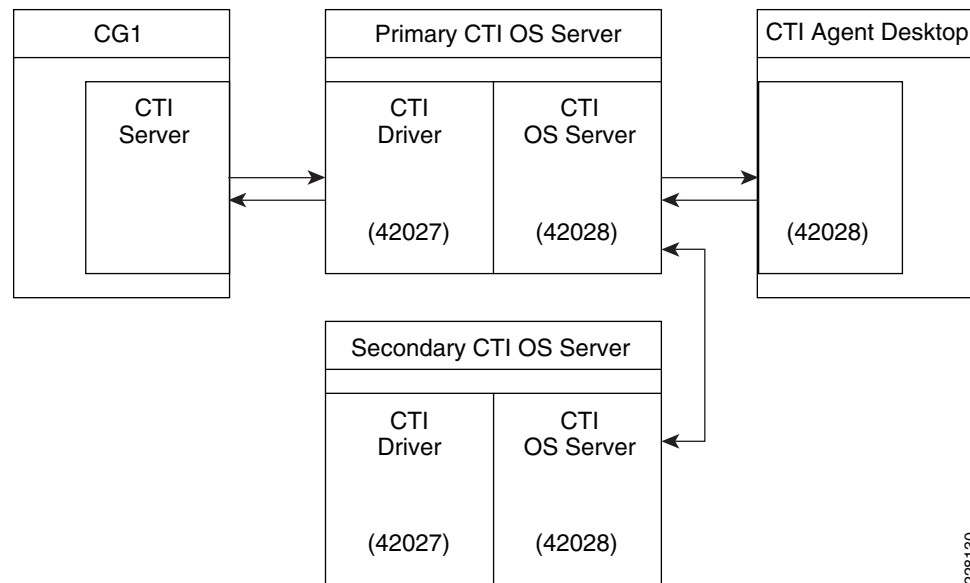 CG1
CTI
Server
Primary CTI OS Server
CTI
Driver
(42027)
CTI
OS Server
(42028)
CTI Agent Desktop
(42028)
Secondary CTI OS Server
CTI
Driver
(42027)
CTI
OS Server
(42028)